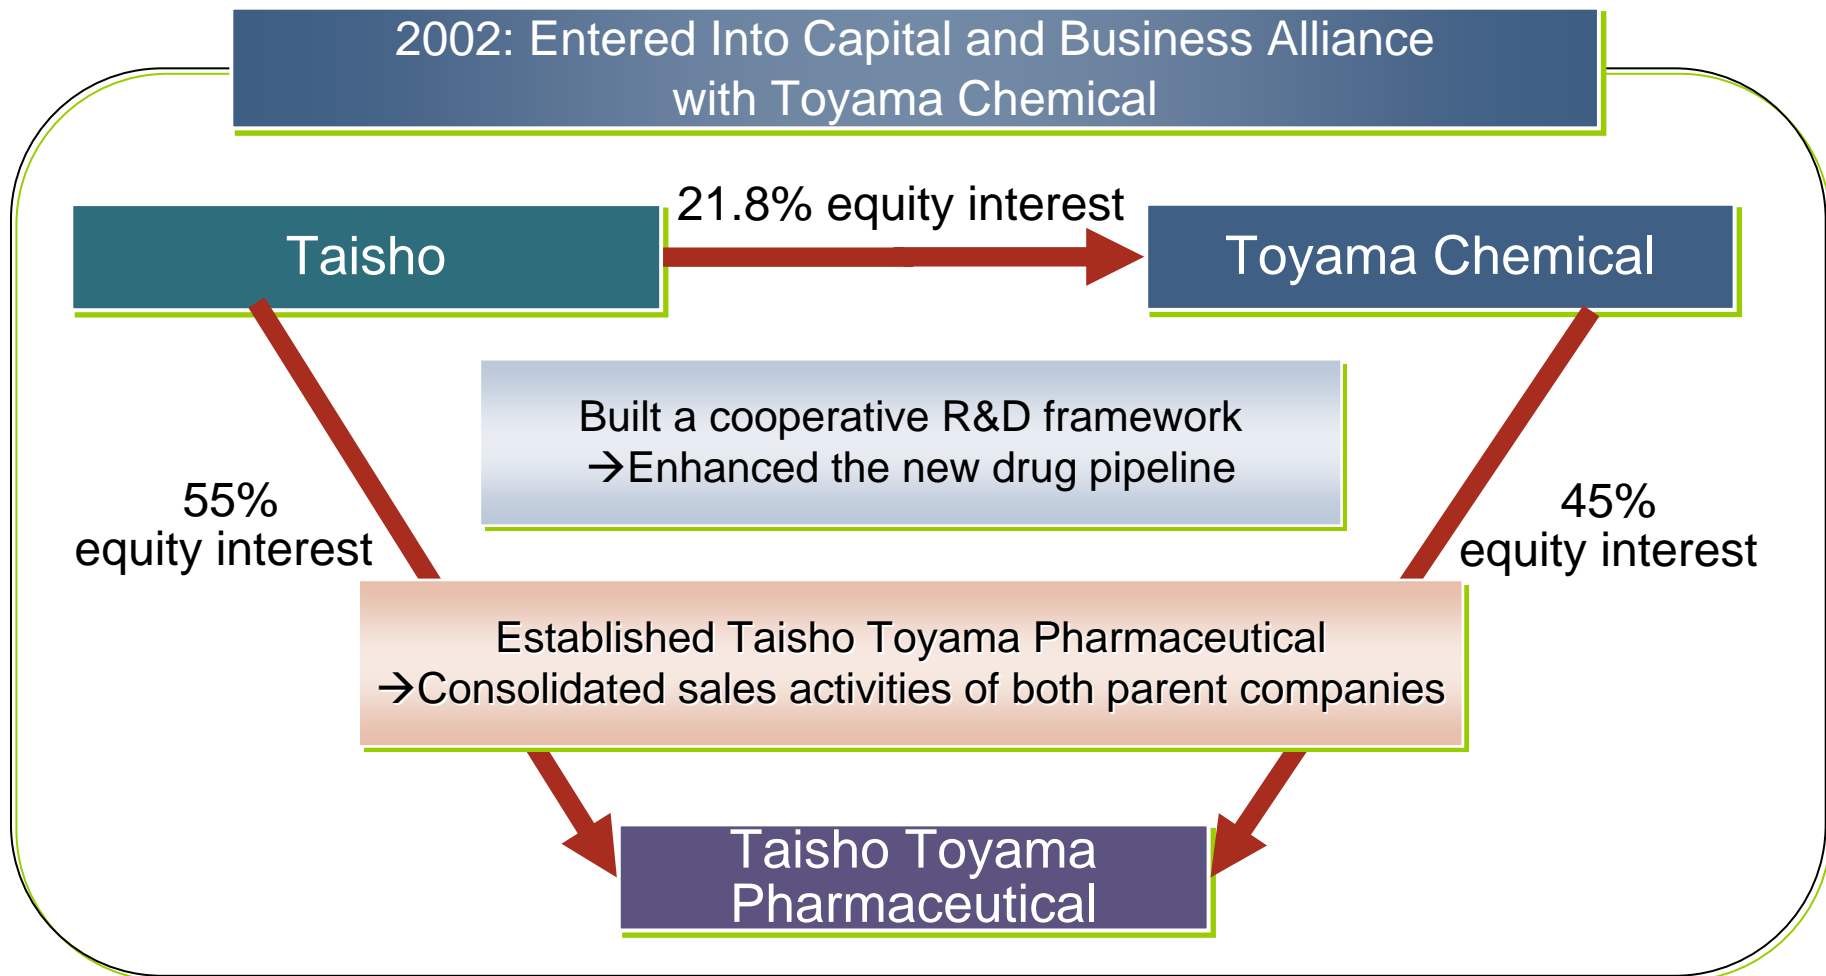 2002: Entered Into Capital and Business Alliance
with Toyama Chemical
21.8% equity interest
Taisho
Toyama Chemical
Built a cooperative R&D framework
→Enhanced the new drug pipeline
55%
equity interest
45%
equity interest
Established Taisho Toyama Pharmaceutical
→Consolidated sales activities of both parent companies
Taisho Toyama
Pharmaceutical